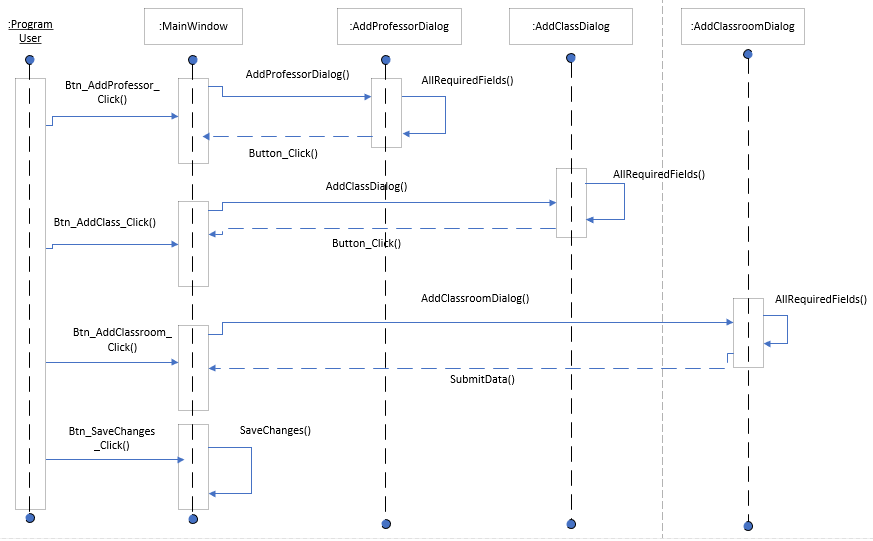 :Program
User
:MainWindow
:AddProfessorDialog
:AddClassDialog
:AddClassroomDialog
Btn_AddProfessor_
Click()
AddProfessorDialog()
AllRequiredFields()
Button_Click()
AddClassDialog()
AllRequiredFields()
Btn_AddClass_Click()
Button_Click()
AddClassroomDialog()
AllRequiredFields()
Btn_AddClassroom_
Click()
SubmitData()
Btn_SaveChanges
_Click()
SaveChanges()